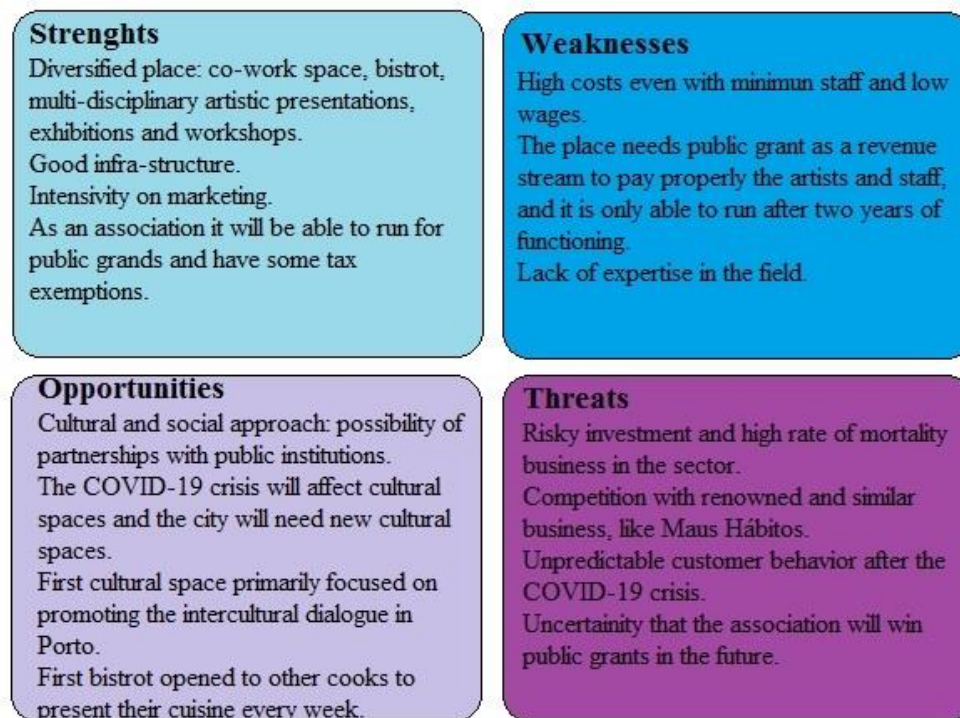 Strenghts
Diversified place: co-work space, bistrot,
multi-disciplinary artistic presentations,
exhibitions and workshops.
Good infra-structure.
Intensivity on marketing.
As an association it will be able to run for
public grands and have some tax
exemptions.
Weaknesses
High costs even with minimun staff and low
wages.
The place needs public grant as a revenue
stream to pay properly the artists and staff,
and it is only able to run after two years of
functioning.
Lack of expertise in the field.
Opportunities
Cultural and social approach: possibility of
partnerships with public institutions.
The COVID-19 crisis will affect cultural
spaces and the city will need new cultural
spaces.
First cultural space primarily focused on
promoting the intercultural dialogue in
Porto.
First bistrot opened to other cooks to
present their cuisine every week.
Threats
Risky investment and high rate of mortality
business in the sector.
Competition with renowned and similar
business, like Maus Hábitos.
Unpredictable customer behavior after the
COVID-19 crisis.
Uncertainity that the association will win
public grants in the future.